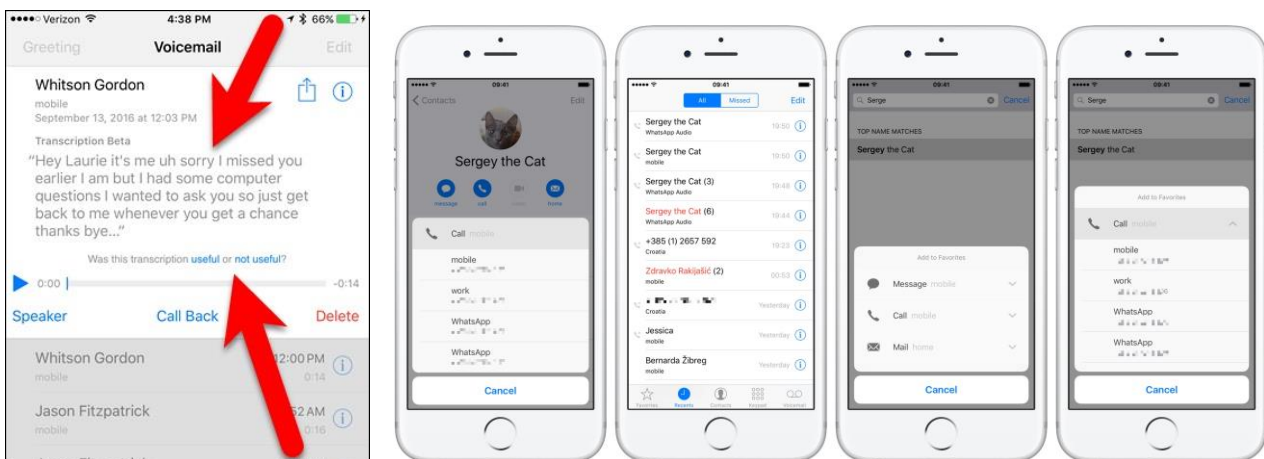 Verizon 4:38 PM 66%
Greeting Voicemail Edit
Whitson Gordon
mobile
September 13, 2016 at 12:03 PM
Transcription Beta
“Hey Laurie it's me uh sorry I missed you
earlier I am but I had some computer
questions I wanted to ask you so just get
back to me whenever you get a chance
thanks bye...”
Was this transcription useful or not useful?
0:00 -0:14
Speaker Call Back Delete
Whitson Gordon 12:00 PM
mobile 0:14
Jason Fitzpatrick 52 AM
mobile 0:16
09:41
Contacts Edit
Sergey the Cat
message call home
Call mobile
mobile
work
WhatsApp
WhatsApp
Cancel
09:41
All Missed Edit
Sergey the Cat 19:50
WhatsApp Audio
Sergey the Cat 19:50
mobile
Sergey the Cat (3) 19:48
WhatsApp Audio
Sergey the Cat (6) 19:44
WhatsApp Audio
+385 (1) 2657 592 19:23
Croatia
Zdravko Rakijašić (2) 00:53
mobile
Yesterday
Croatia
Jessica Yesterday
mobile
Bernarda Žibreg Yesterday
mobile
Favorites Recents Contacts Keypad Voicemail
09:41
Serge Cancel
TOP NAME MATCHES
Sergey the Cat
Add to Favorites
Message mobile
Call mobile
Mail home
Cancel
09:41
Serge Cancel
TOP NAME MATCHES
Sergey the Cat
Add to Favorites
Call mobile
mobile
work
WhatsApp
WhatsApp
Cancel